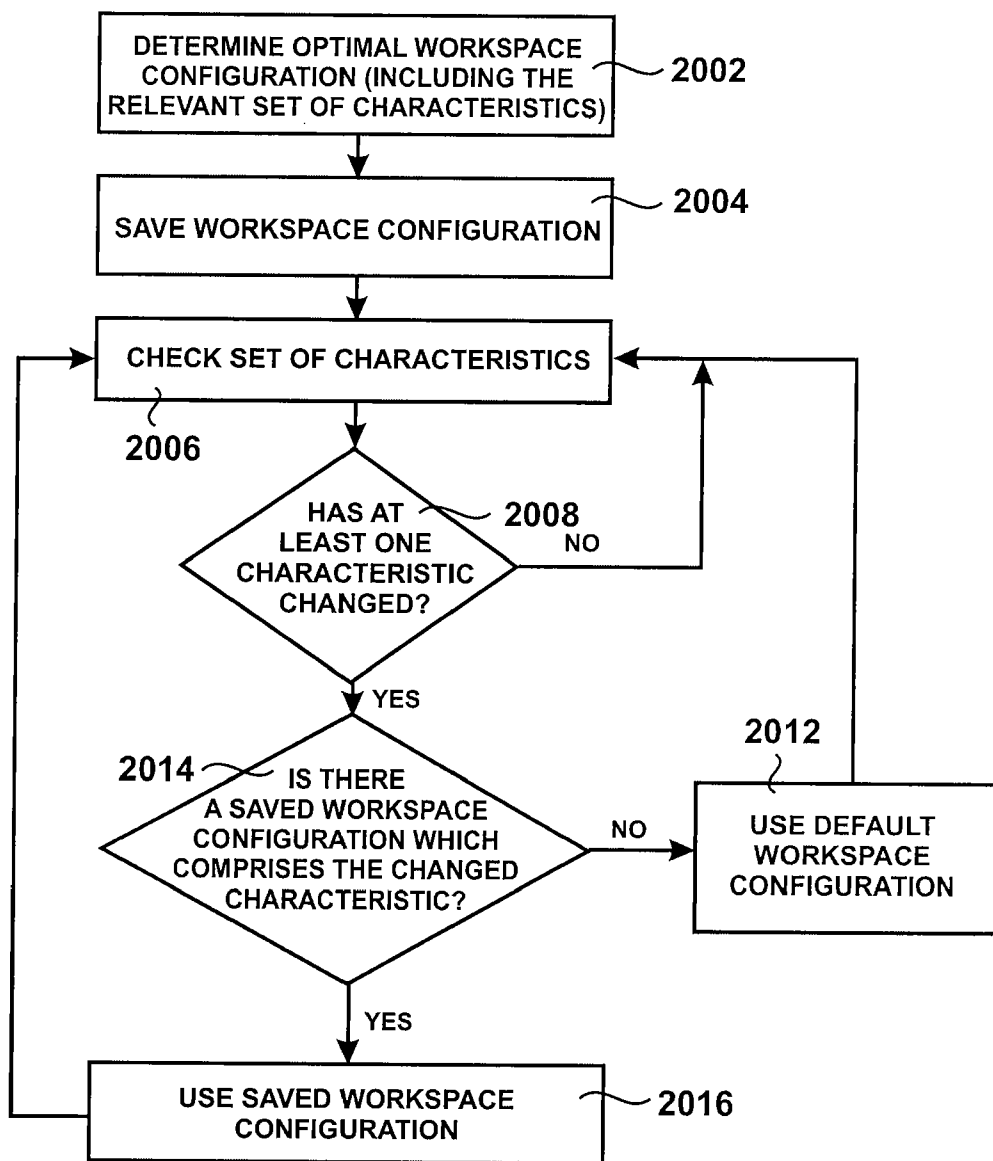 DETERMINE OPTIMAL WORKSPACE
CONFIGURATION (INCLUDING THE
RELEVANT SET OF CHARACTERISTICS)
2002
SAVE WORKSPACE CONFIGURATION
2004
CHECK SET OF CHARACTERISTICS
2006
HAS AT
LEAST ONE
CHARACTERISTIC
CHANGED?
2008
NO
YES
2014
IS THERE
A SAVED WORKSPACE
CONFIGURATION WHICH
COMPRISES THE CHANGED
CHARACTERISTIC?
NO
2012
USE DEFAULT
WORKSPACE
CONFIGURATION
YES
USE SAVED WORKSPACE
CONFIGURATION
2016